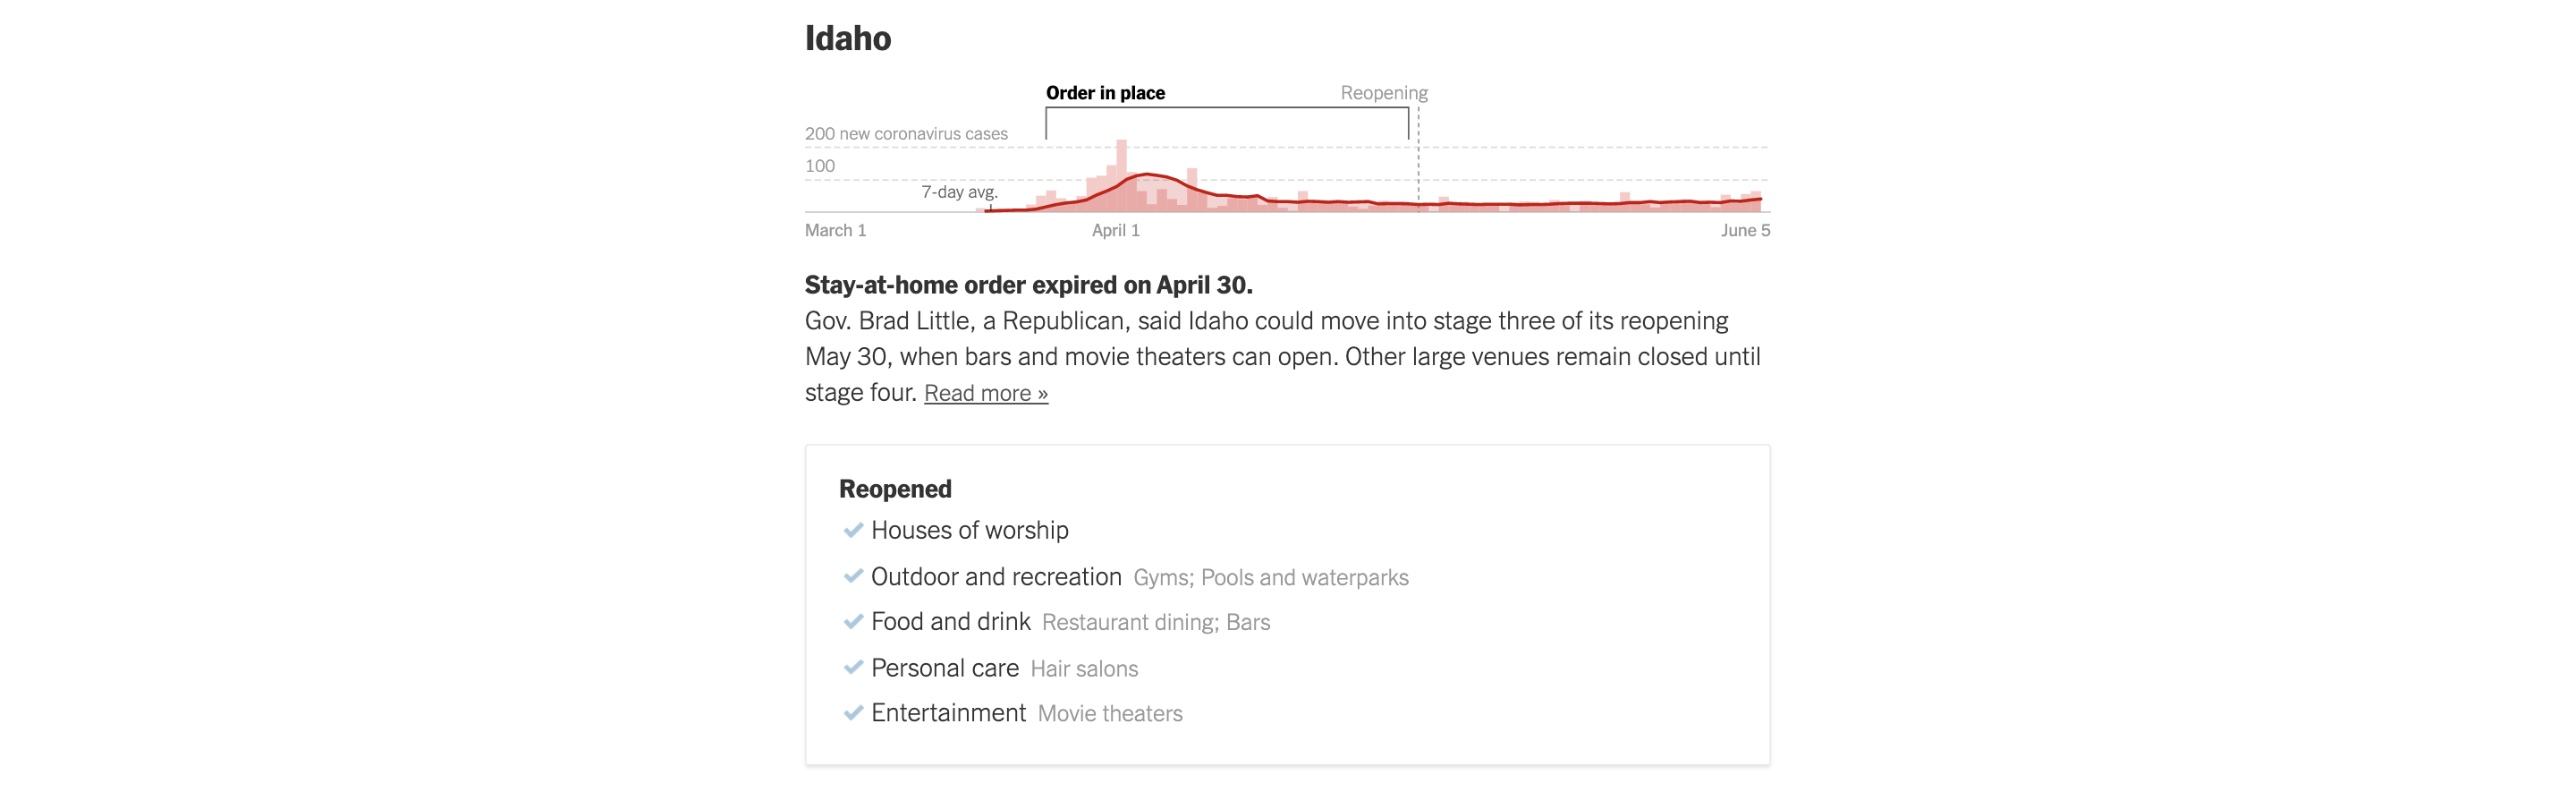 Idaho
Order in place
Reopening
200 new coronavirus cases
100
7-day avg.
March 1
April 1
June 5
Stay-at-home order expired on April 30.
Gov. Brad Little, a Republican, said Idaho could move into stage three of its reopening
May 30, when bars and movie theaters can open. Other large venues remain closed until
stage four. Read more »
Reopened
Houses of worship
Outdoor and recreation Gyms; Pools and waterparks
Food and drink Restaurant dining; Bars
Personal care Hair salons
Entertainment Movie theaters